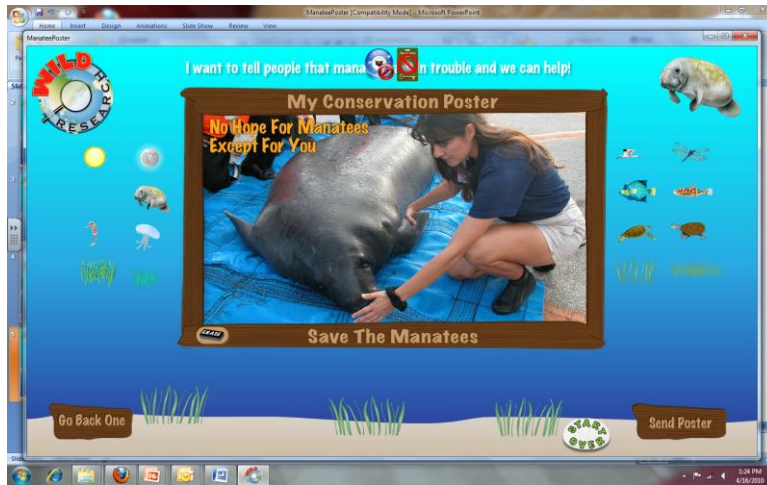 ManateePoster [Compatibility Mode] - Microsoft PowerPoint
Home Insert Design Animations Slide Show Review View
ManateePoster
WILD RESEARCH
I want to tell people that mana n trouble and we can help!
My Conservation Poster
No Hope For Manatees
Except For You
ERASE
Save The Manatees
Go Back One
START OVER
Send Poster
1:24 PM
4/16/2010